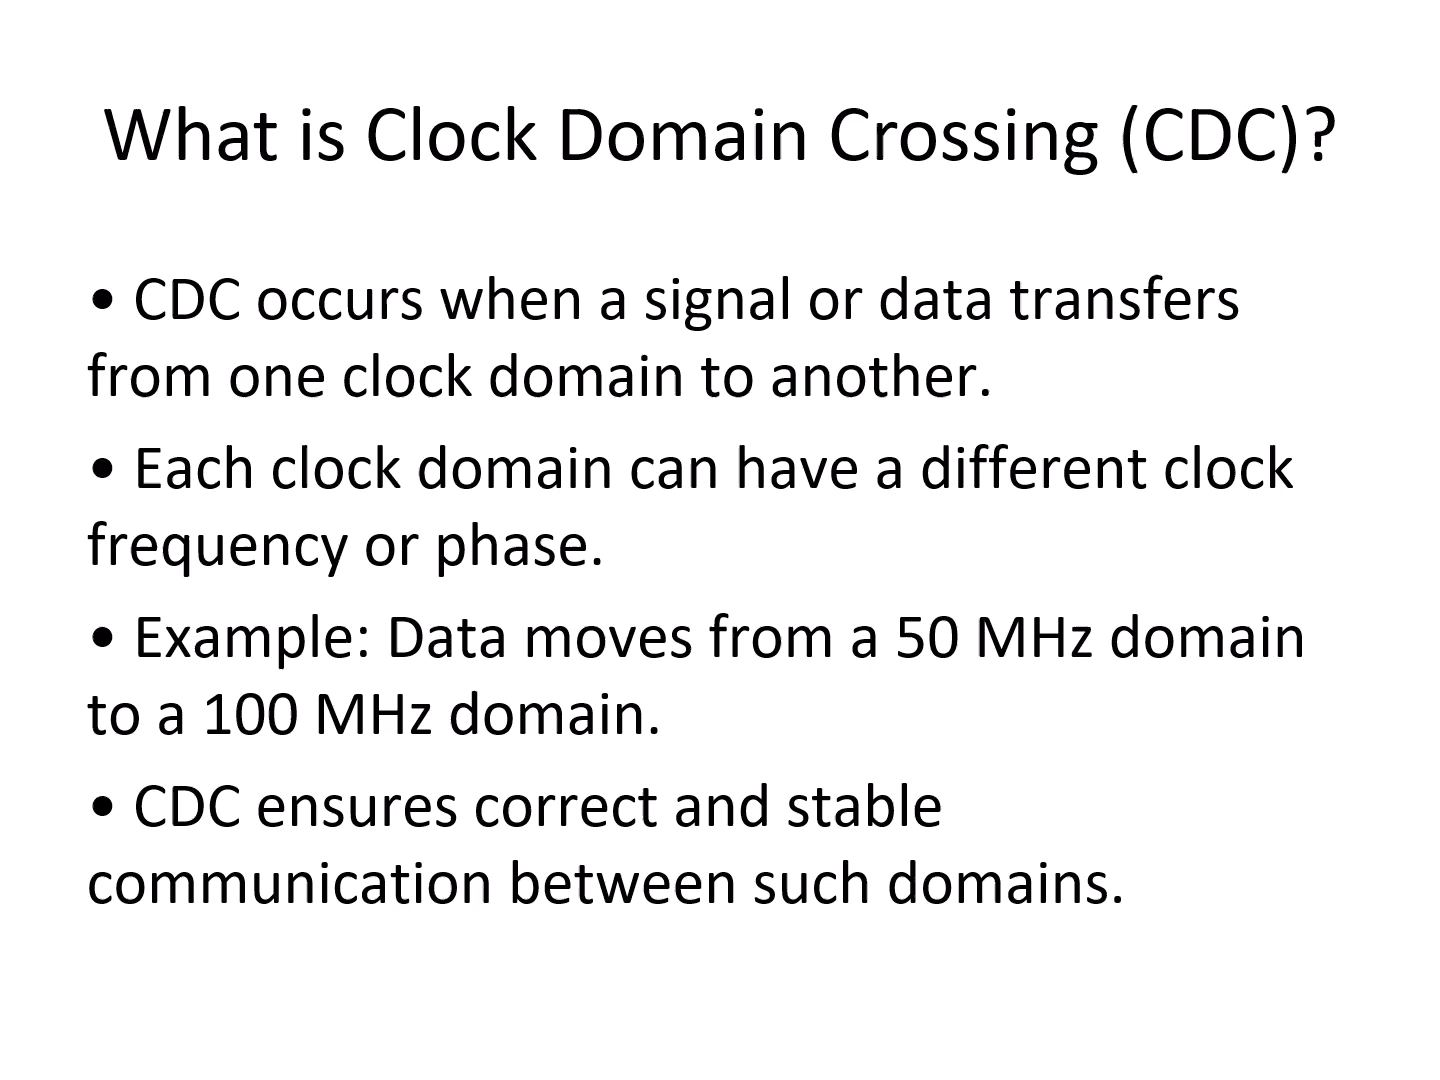 What is Clock Domain Crossing (CDC)?
• CDC occurs when a signal or data transfers
from one clock domain to another.
• Each clock domain can have a different clock
frequency or phase.
• Example: Data moves from a 50 MHz domain
to a 100 MHz domain.
• CDC ensures correct and stable
communication between such domains.